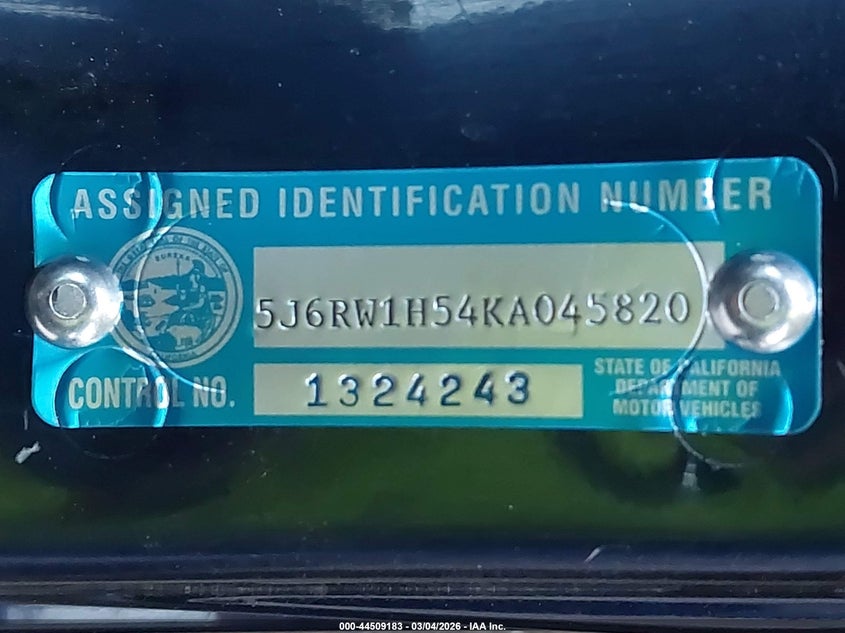 ASSIGNED IDENTIFICATION NUMBER
EUREKA
5J6RW1H54KA045820
CONTROL NO. 1324243
STATE OF CALIFORNIA
DEPARTMENT OF
MOTOR VEHICLES
000-44509183 - 03/04/2026 - IAA Inc.